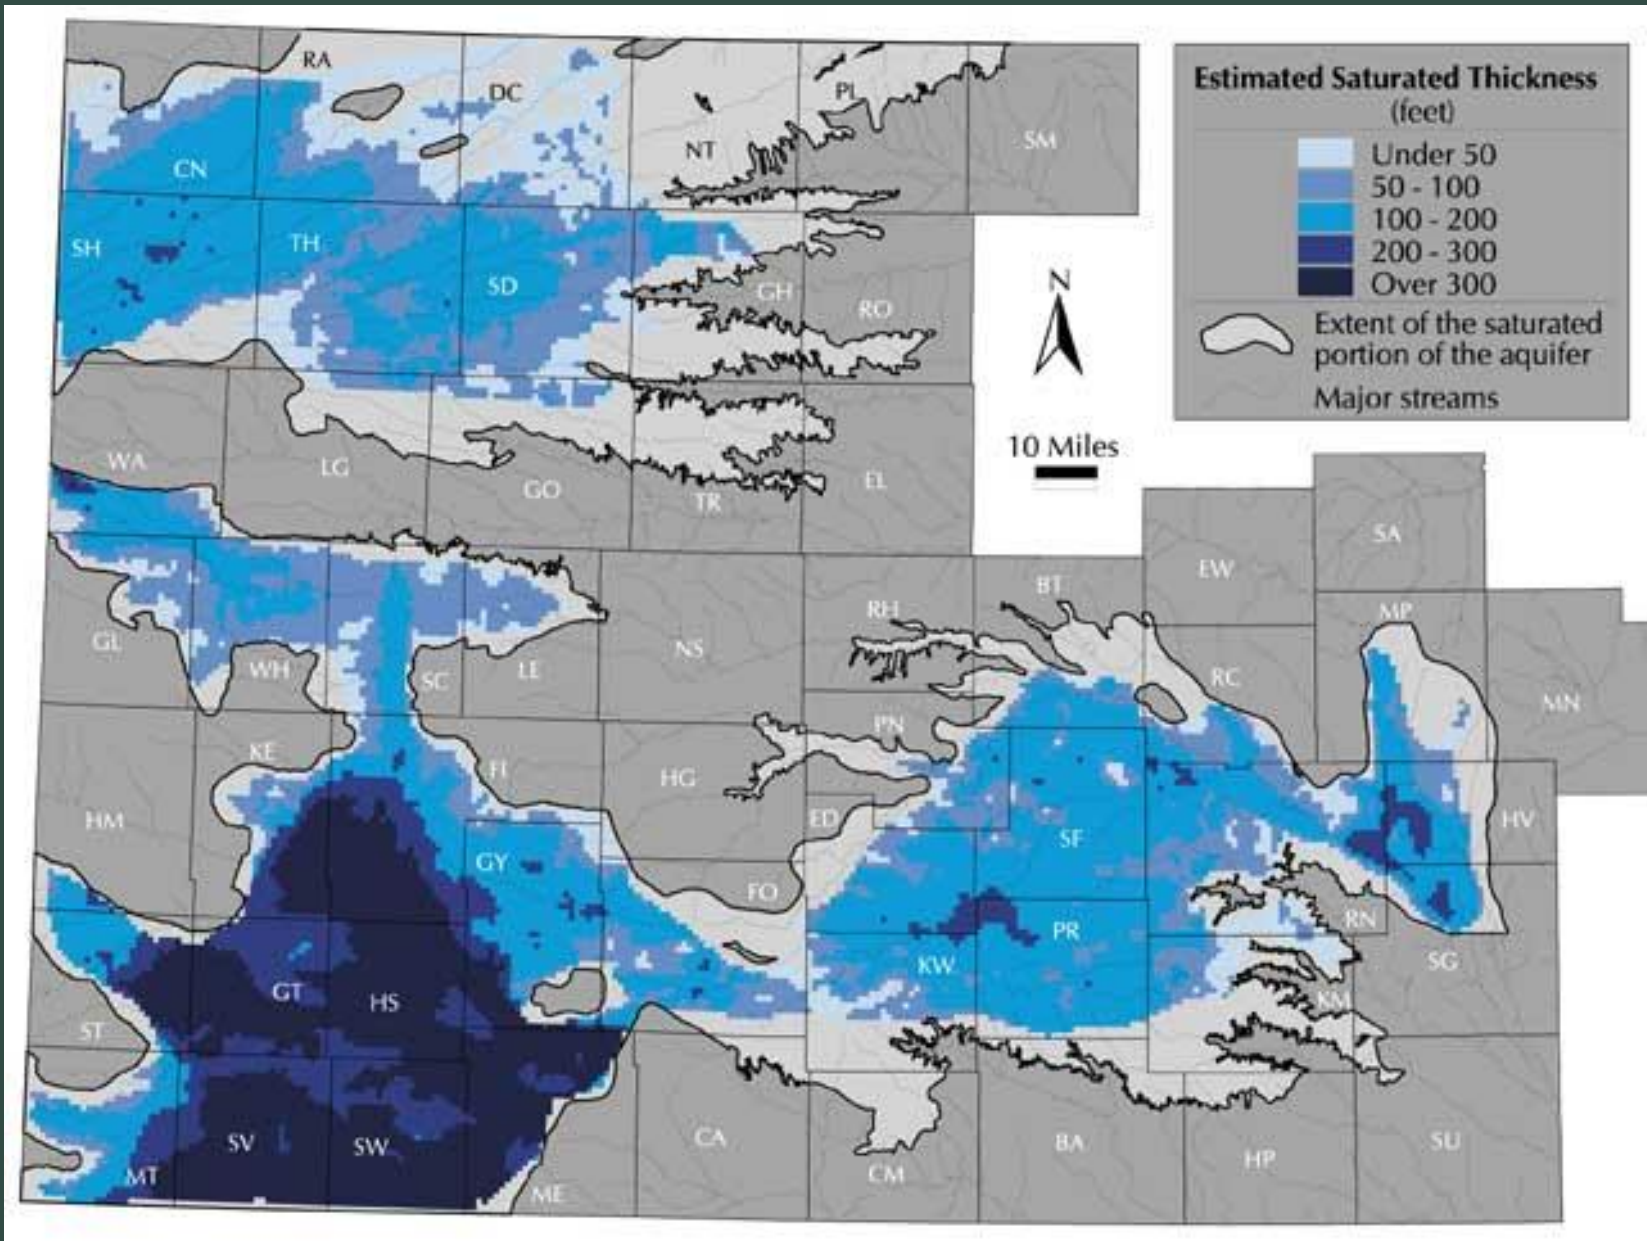 Estimated Saturated Thickness
(feet)
Under 50
50 - 100
100 - 200
200 - 300
Over 300
Extent of the saturated
portion of the aquifer
Major streams
N
10 Miles
RA
DC
PL
NT
SM
CN
SH
TH
SD
GH
RO
WA
LG
GO
TR
EL
SA
EW
BT
RH
MP
GL
WH
SC
LE
NS
RC
MN
PN
KE
FI
HG
HM
ED
SF
HV
GY
FO
RN
PR
KW
SG
GT
HS
KM
ST
SV
SW
CA
BA
SU
HP
MT
ME
CM